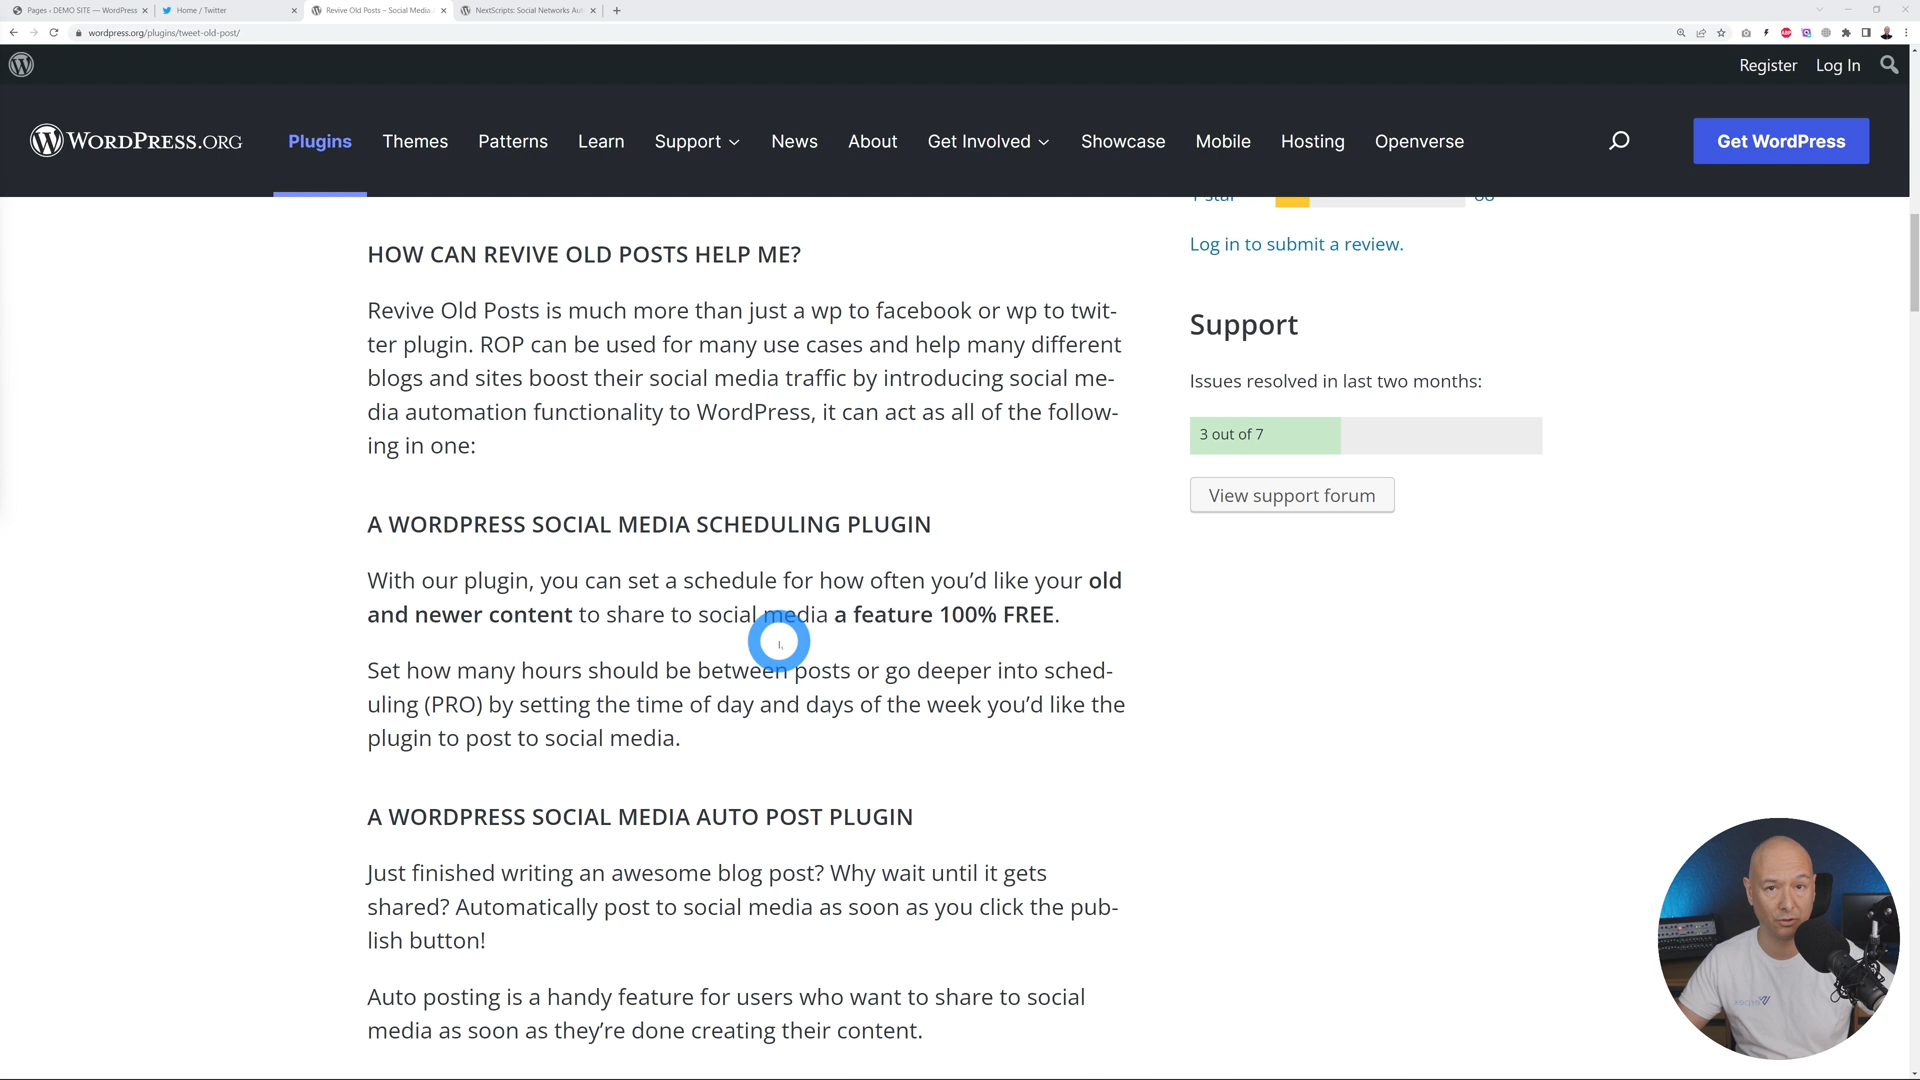 Pages ‹ DEMO SITE — WordPress
Home / Twitter
Revive Old Posts – Social Media
NextScripts: Social Networks Aut
wordpress.org/plugins/tweet-old-post/
ABP
Register
Log In
WORDPRESS.ORG
Plugins
Themes
Patterns
Learn
Support
News
About
Get Involved
Showcase
Mobile
Hosting
Openverse
Get WordPress
1 star
68
HOW CAN REVIVE OLD POSTS HELP ME?
Revive Old Posts is much more than just a wp to facebook or wp to twit-
ter plugin. ROP can be used for many use cases and help many different
blogs and sites boost their social media traffic by introducing social me-
dia automation functionality to WordPress, it can act as all of the follow-
ing in one:
A WORDPRESS SOCIAL MEDIA SCHEDULING PLUGIN
With our plugin, you can set a schedule for how often you’d like your old
and newer content to share to social media a feature 100% FREE.
Set how many hours should be between posts or go deeper into sched-
uling (PRO) by setting the time of day and days of the week you’d like the
plugin to post to social media.
A WORDPRESS SOCIAL MEDIA AUTO POST PLUGIN
Just finished writing an awesome blog post? Why wait until it gets
shared? Automatically post to social media as soon as you click the pub-
lish button!
Auto posting is a handy feature for users who want to share to social
media as soon as they’re done creating their content.
Log in to submit a review.
Support
Issues resolved in last two months:
3 out of 7
View support forum